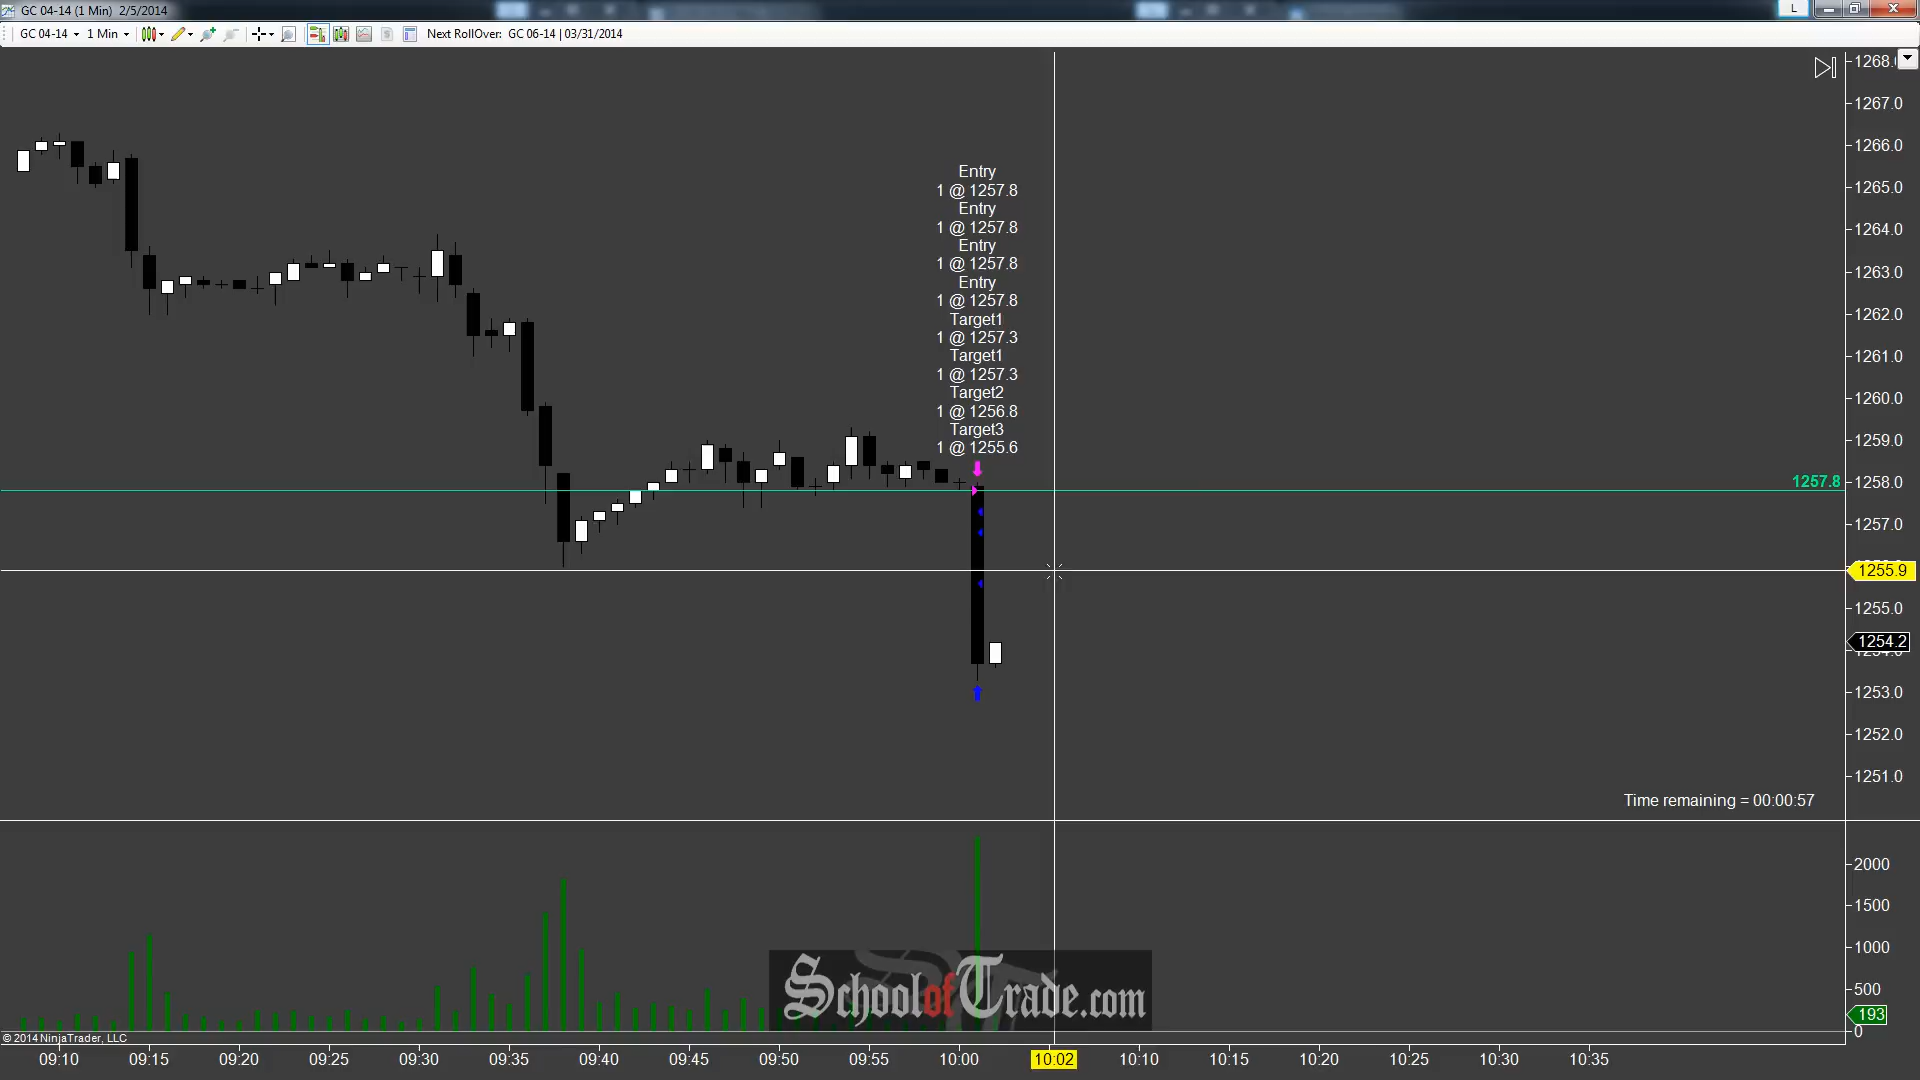 GC 04-14 (1 Min) 2/5/2014
L
GC 04-14 1 Min Next RollOver: GC 06-14 | 03/31/2014
1268.
1267.0
1266.0
1265.0
1264.0
1263.0
1262.0
1261.0
1260.0
1259.0
1258.0
1257.0
1255.9
1255.0
1254.2
1253.0
1252.0
1251.0
Entry
1 @ 1257.8
Entry
1 @ 1257.8
Entry
1 @ 1257.8
Entry
1 @ 1257.8
Target1
1 @ 1257.3
Target1
1 @ 1257.3
Target2
1 @ 1256.8
Target3
1 @ 1255.6
1257.8
Time remaining = 00:00:57
2000
1500
1000
500
193
0
SchoolofTrade.com
© 2014 NinjaTrader, LLC
09:10 09:15 09:20 09:25 09:30 09:35 09:40 09:45 09:50 09:55 10:00 10:02 10:10 10:15 10:20 10:25 10:30 10:35